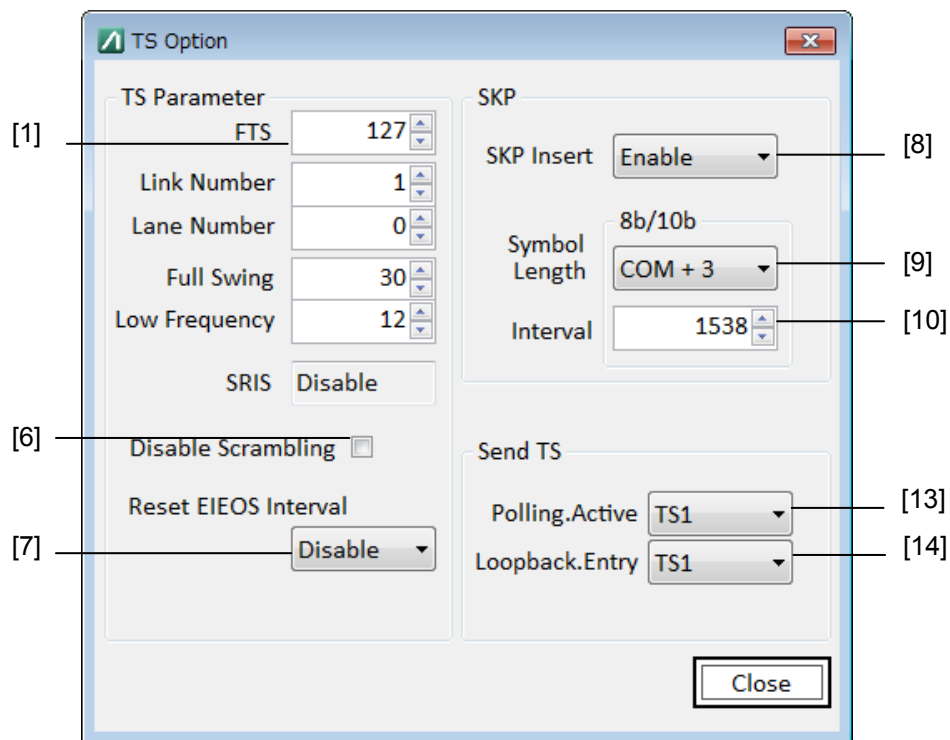 TS Option
TS Parameter
[1]
FTS 127
Link Number 1
Lane Number 0
Full Swing 30
Low Frequency 12
SRIS Disable
[6]
Disable Scrambling
Reset EIEOS Interval
[7]
Disable
SKP
SKP Insert Enable
[8]
8b/10b
Symbol
Length COM + 3
[9]
Interval 1538
[10]
Send TS
Polling.Active TS1
[13]
Loopback.Entry TS1
[14]
Close